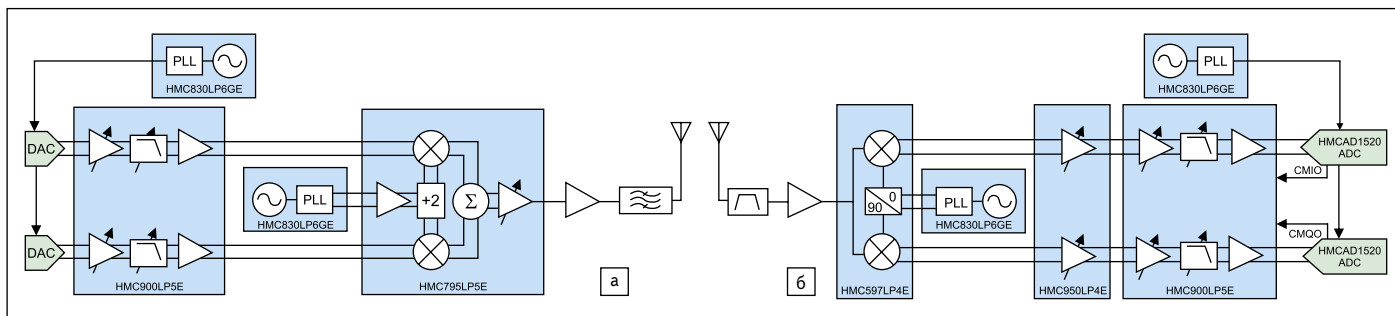 PLL
HMC830LP6GE
DAC
DAC
HMC900LP5E
PLL
HMC830LP6GE
+2
Σ
HMC795LP5E
а
б
0
90
PLL
HMC830LP6GE
HMC597LP4E
HMC950LP4E
HMC900LP5E
PLL
HMC830LP6GE
HMCAD1520
ADC
CMIO
CMQO
HMCAD1520
ADC